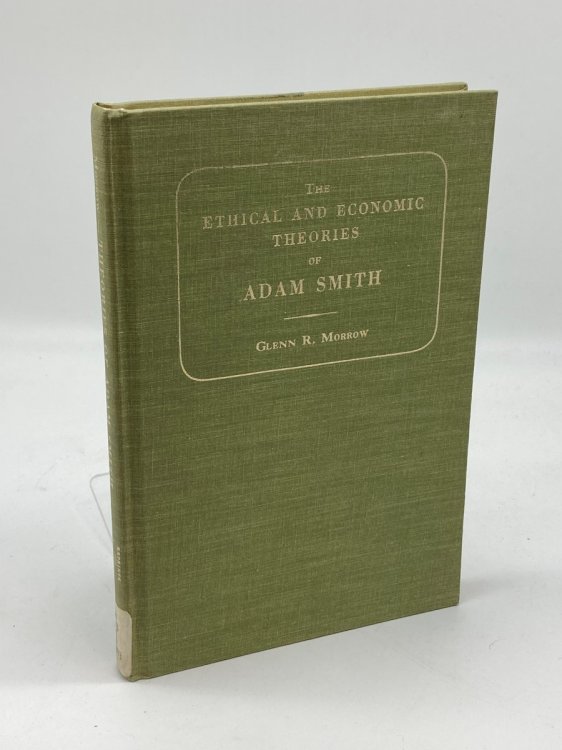 The
Ethical and Economic
Theories
of
Adam Smith
Glenn R. Morrow